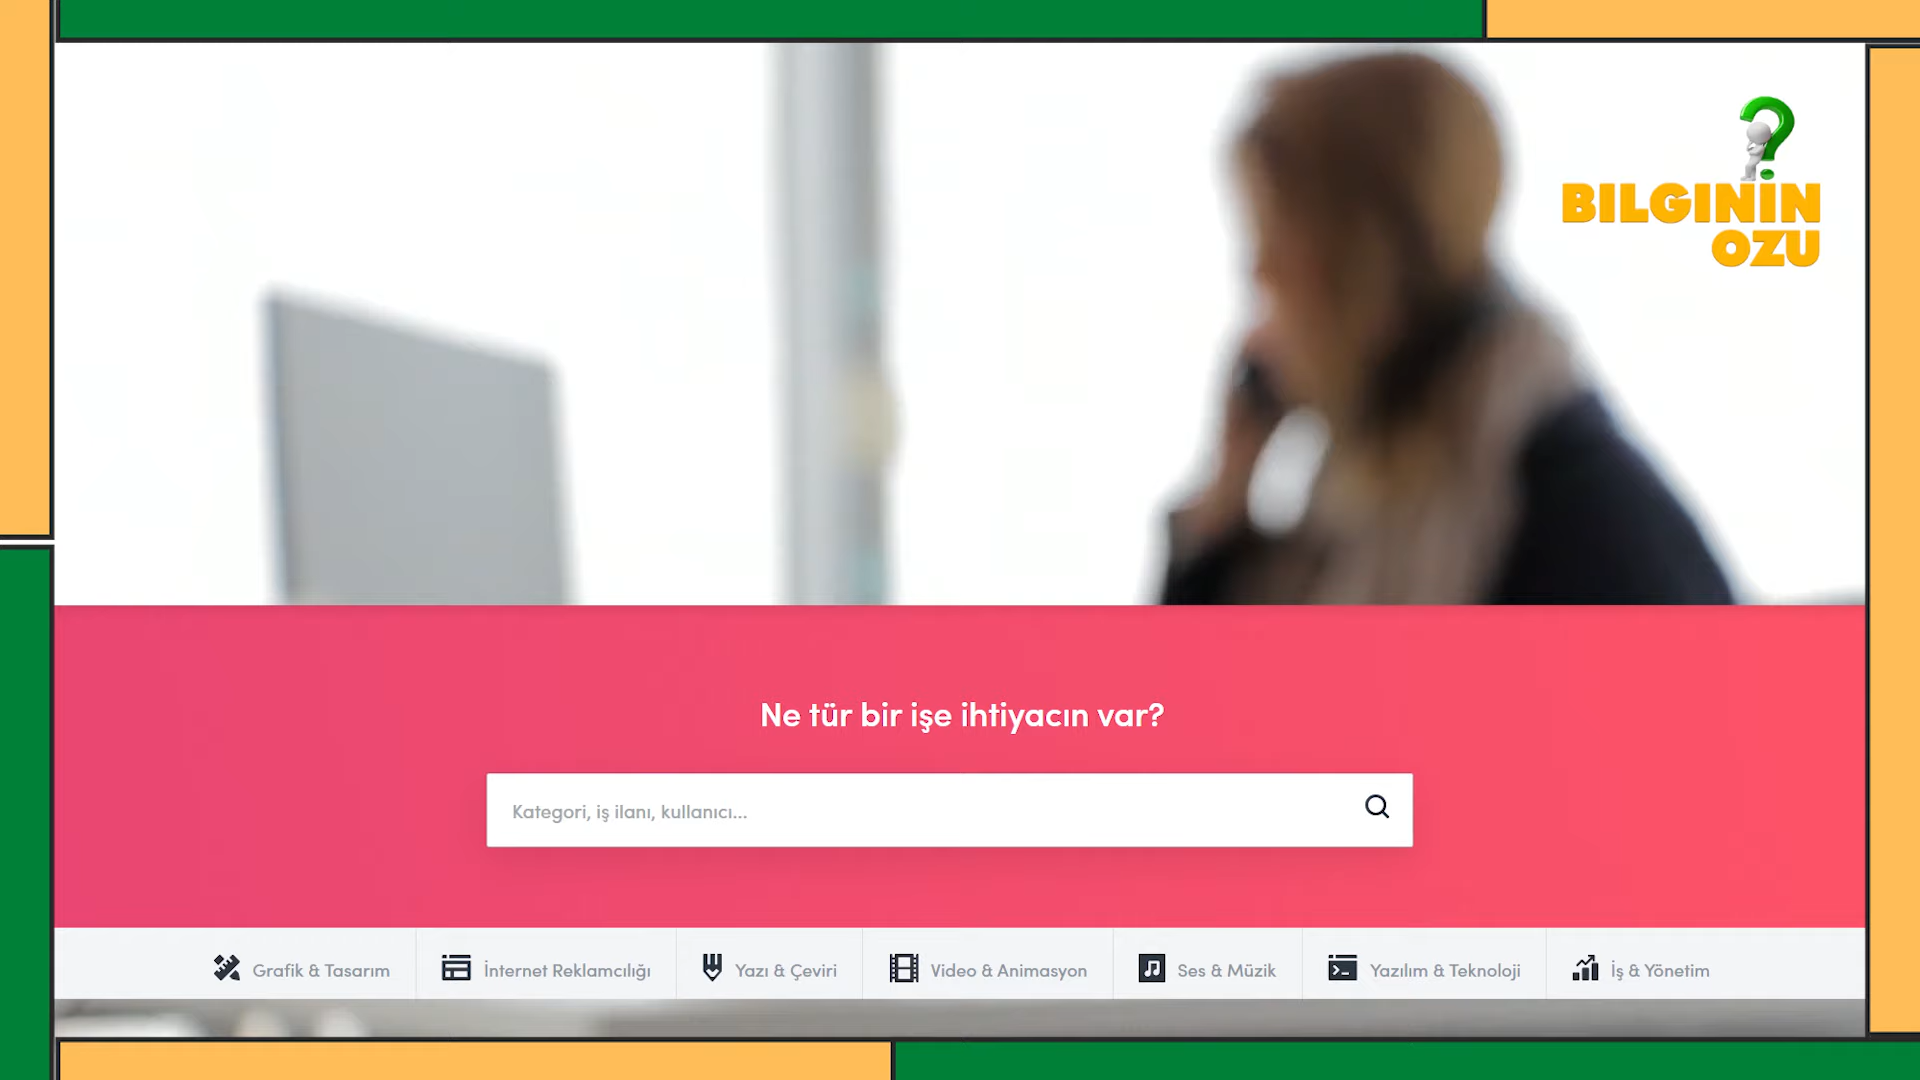 BILGININ
OZU
Ne tür bir işe ihtiyacın var?
Kategori, iş ilanı, kullanıcı...
Grafik & Tasarım
İnternet Reklamcılığı
Yazı & Çeviri
Video & Animasyon
Ses & Müzik
Yazılım & Teknoloji
İş & Yönetim